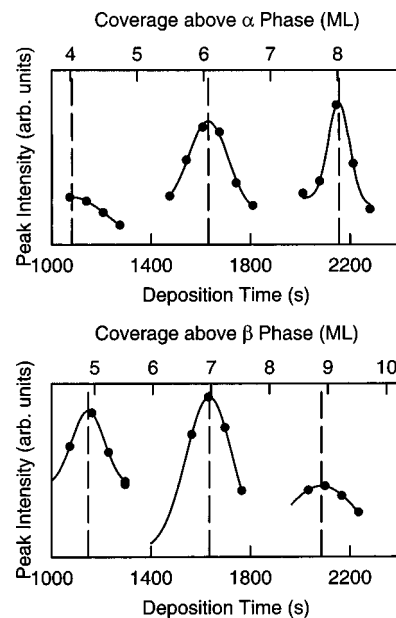 Coverage above α Phase (ML)
4 5 6 7 8
Peak Intensity (arb. units)
1000 1400 1800 2200
Deposition Time (s)
Coverage above β Phase (ML)
5 6 7 8 9 10
Peak Intensity (arb. units)
1000 1400 1800 2200
Deposition Time (s)